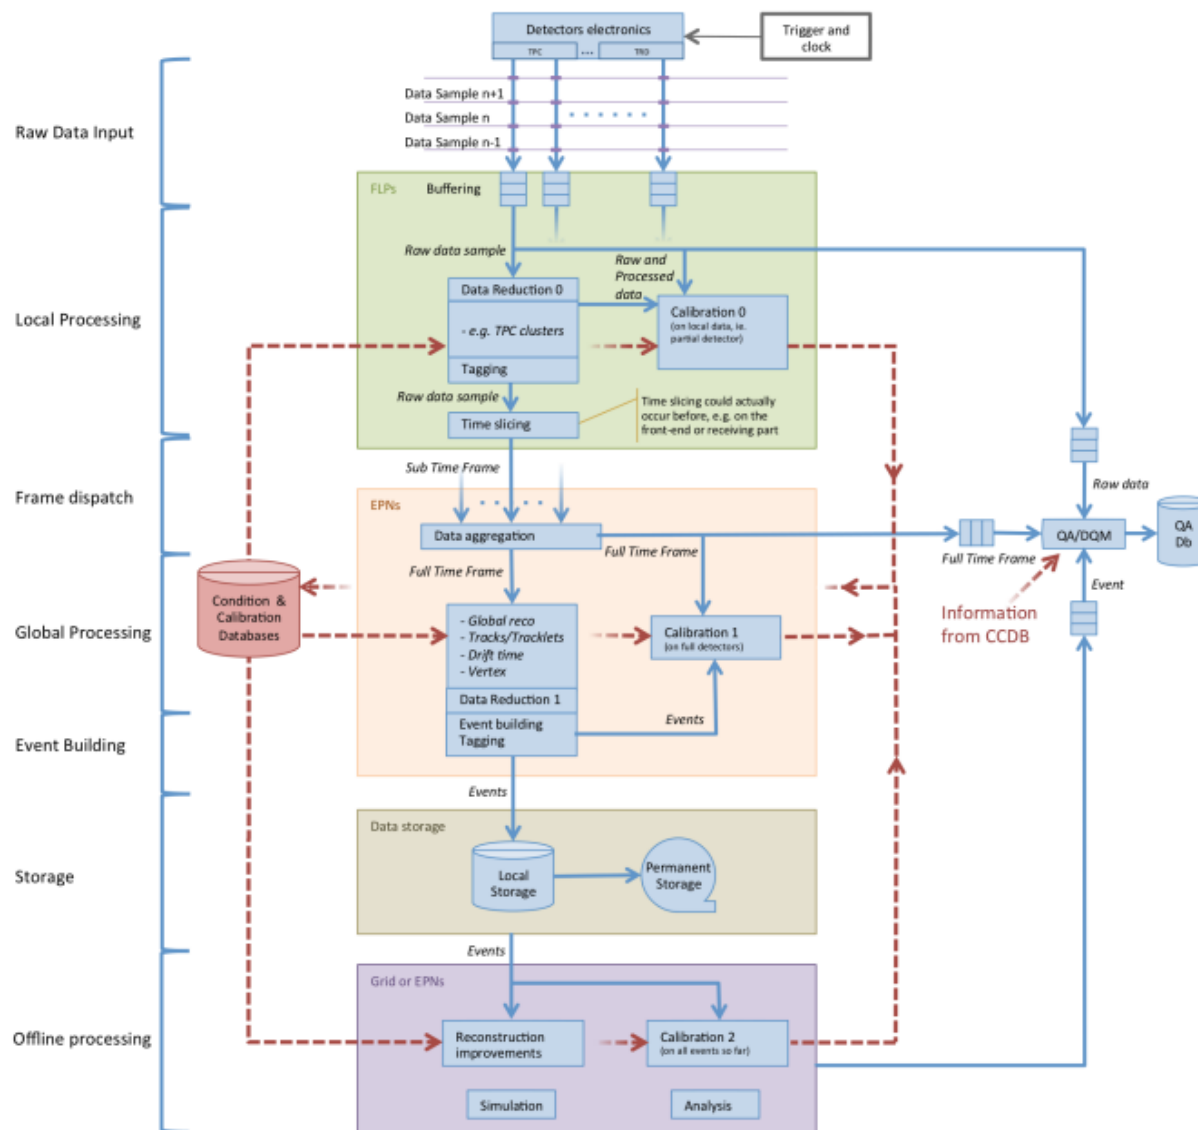 Detectors electronics
TPC
...
TRD
Trigger and
clock
Raw Data Input
Data Sample n+1
Data Sample n
Data Sample n-1
FLPs
Buffering
Raw data sample
Raw and
Processed
data
Local Processing
Data Reduction 0
- e.g. TPC clusters
Tagging
Calibration 0
(on local data, ie.
partial detector)
Raw data sample
Time slicing
Time slicing could actually
occur before, e.g. on the
front-end or receiving part
Frame dispatch
Sub Time Frame
EPNs
Data aggregation
Full Time Frame
Full Time Frame
Raw data
QA/DQM
QA
Db
Full Time Frame
Event
Information
from CCDB
Condition &
Calibration
Databases
Global Processing
- Global reco
- Tracks/Tracklets
- Drift time
- Vertex
Data Reduction 1
Event building
Tagging
Calibration 1
(on full detectors)
Events
Event Building
Events
Data storage
Storage
Local
Storage
Permanent
Storage
Events
Grid or EPNs
Offline processing
Reconstruction
improvements
Calibration 2
(on all events so far)
Simulation
Analysis